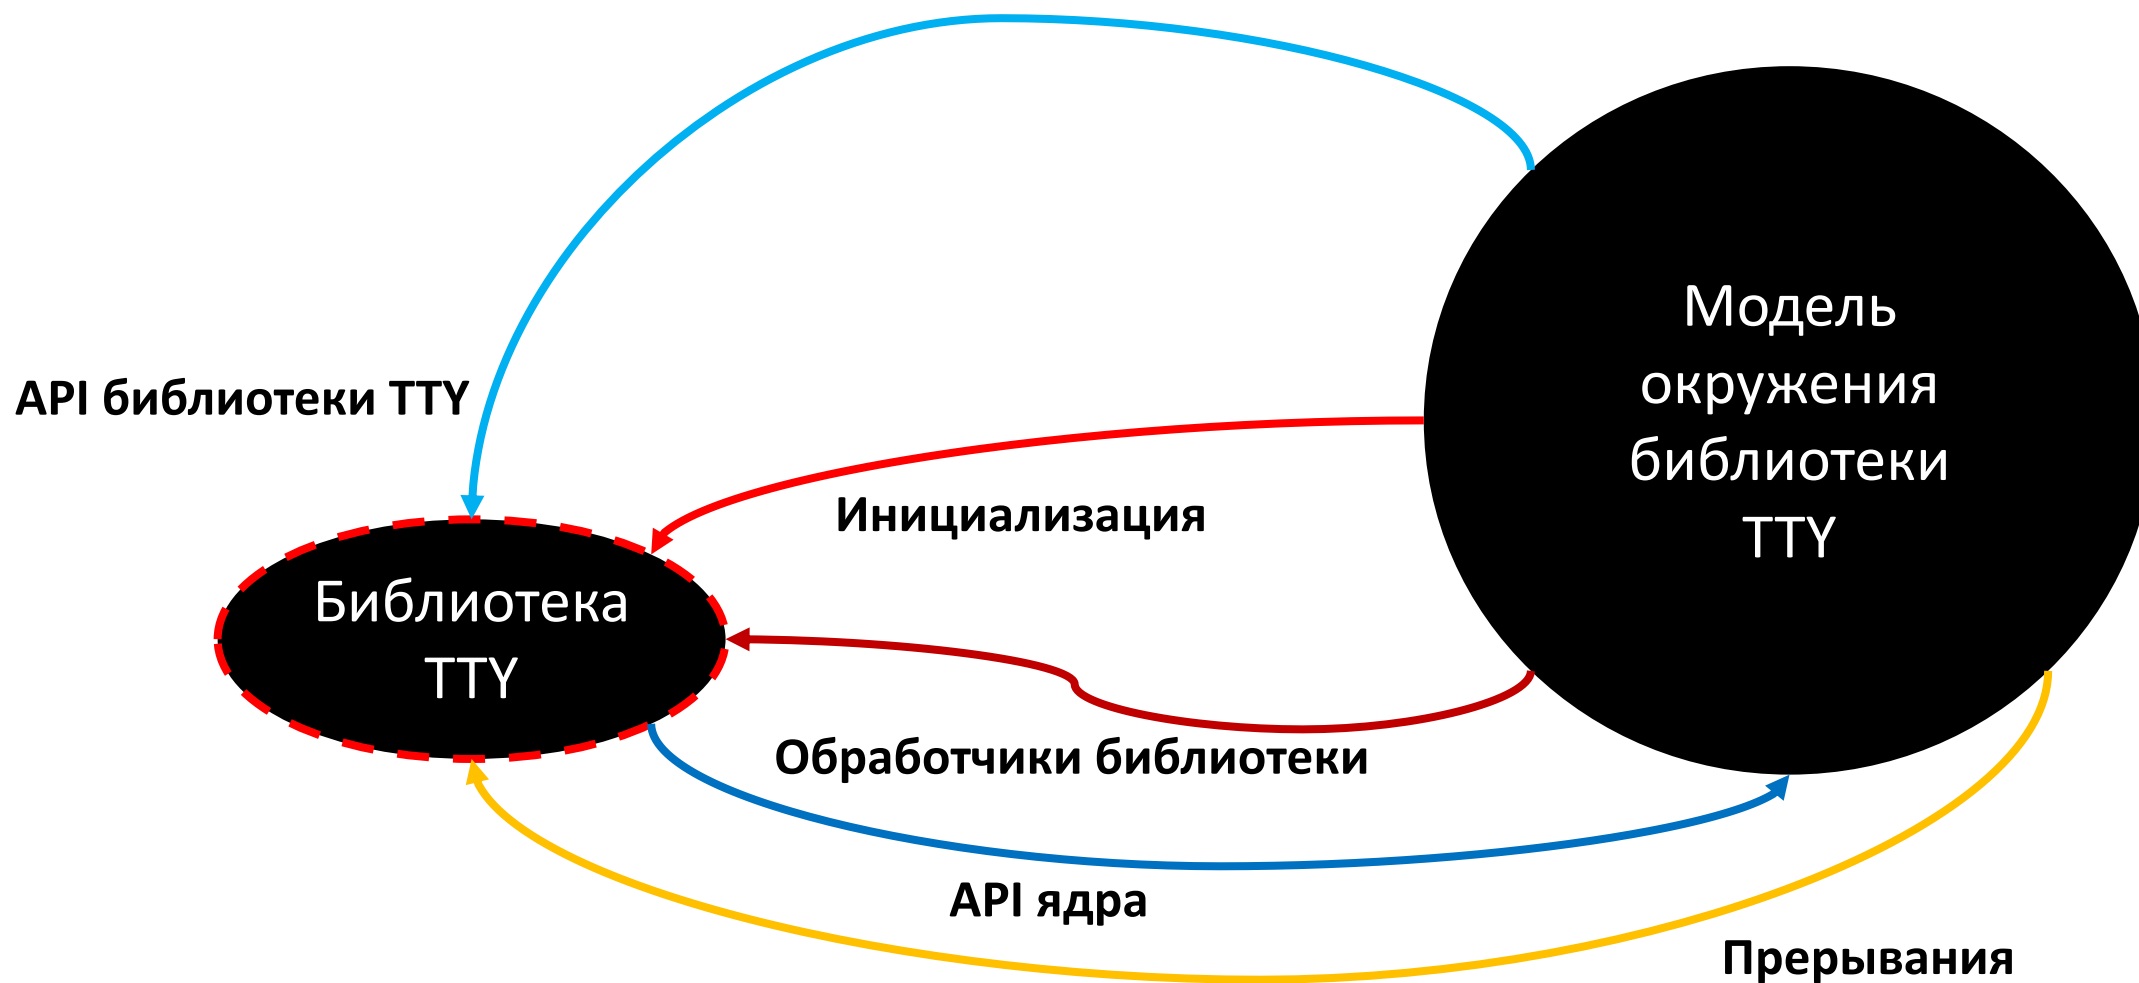 Модель
окружения
библиотеки
TTY
API библиотеки TTY
Инициализация
Библиотека
TTY
Обработчики библиотеки
API ядра
Прерывания